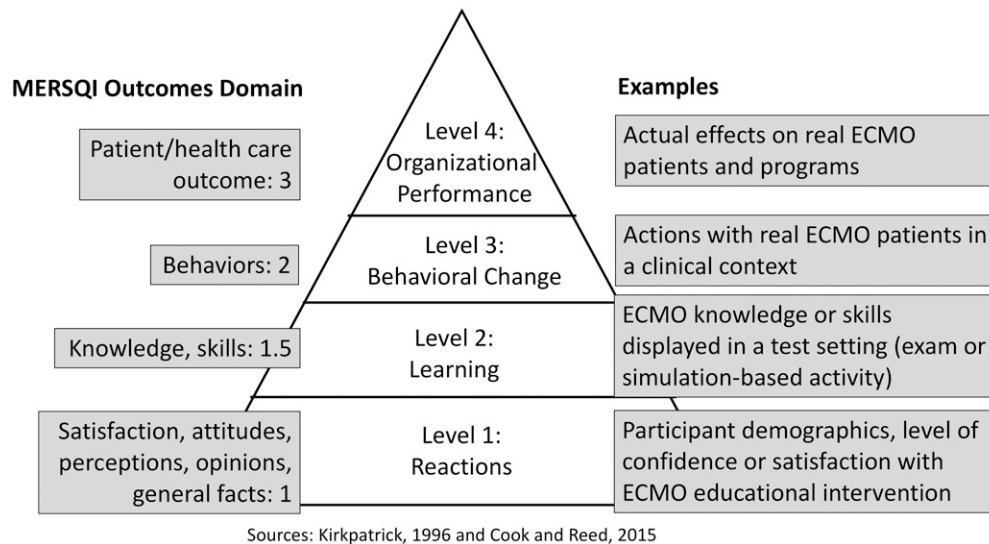 MERSQI Outcomes Domain
Examples
Level 4:
Organizational
Performance
Patient/health care
outcome: 3
Actual effects on real ECMO
patients and programs
Level 3:
Behavioral Change
Behaviors: 2
Actions with real ECMO patients in
a clinical context
Level 2:
Learning
Knowledge, skills: 1.5
ECMO knowledge or skills
displayed in a test setting (exam or
simulation-based activity)
Level 1:
Reactions
Satisfaction, attitudes,
perceptions, opinions,
general facts: 1
Participant demographics, level of
confidence or satisfaction with
ECMO educational intervention
Sources: Kirkpatrick, 1996 and Cook and Reed, 2015